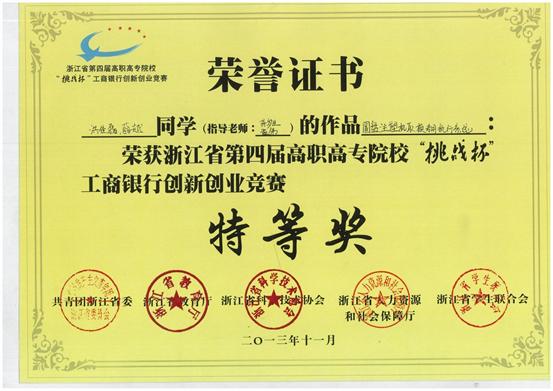 浙江省第四届高职高专院校
“挑战杯”工商银行创新创业竞赛
荣誉证书
同学（指导老师： ）的作品 ：
荣获浙江省第四届高职高专院校“挑战杯”
工商银行创新创业竞赛
特等奖
共青团浙江省委 浙江省教育厅 浙江省科学技术协会 浙江省人力资源 浙江省学生联合会
和社会保障厅
二〇一三年十一月